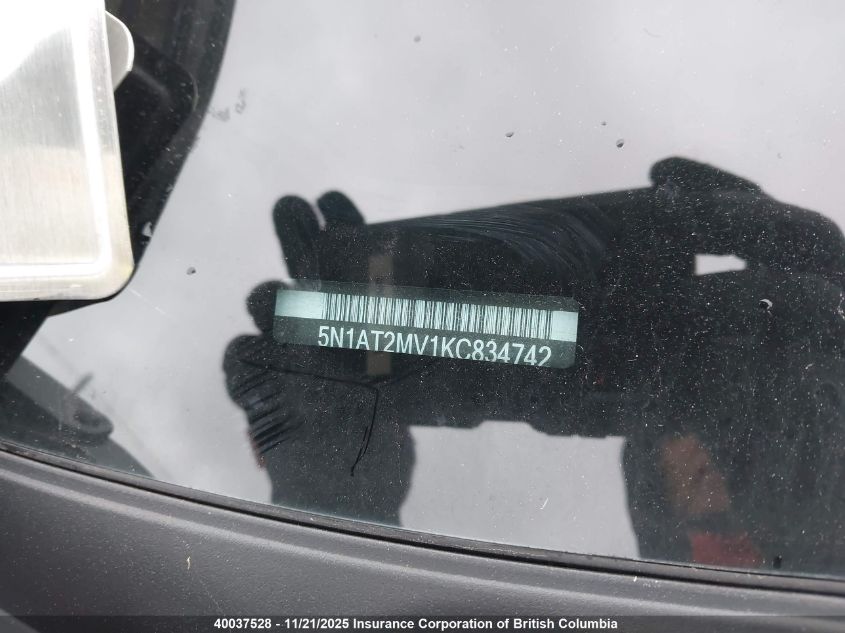 5N1AT2MV1KC834742
40037528 - 11/21/2025 Insurance Corporation of British Columbia